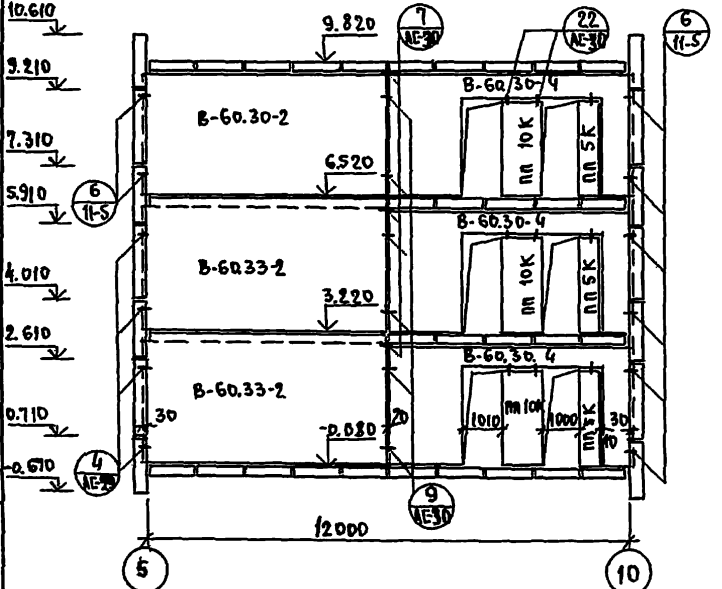 10.610
9.210
7.310
5.910
4.010
2.610
0.710
-0.670
9.820
7
АС-30
22
АС-30
6
11-5
В-60.30-2
В-60.30-4
ПП 10К
ПП 5К
6.520
6
11-5
В-60.33-2
В-60.30-4
ПП 10К
ПП 5К
3.220
В-60.33-2
В-60.30.4
30
20
1010
ПП 10К
1000
ПП 5К
30
10
-0.080
4
АС-29
9
АС-30
12000
5
10